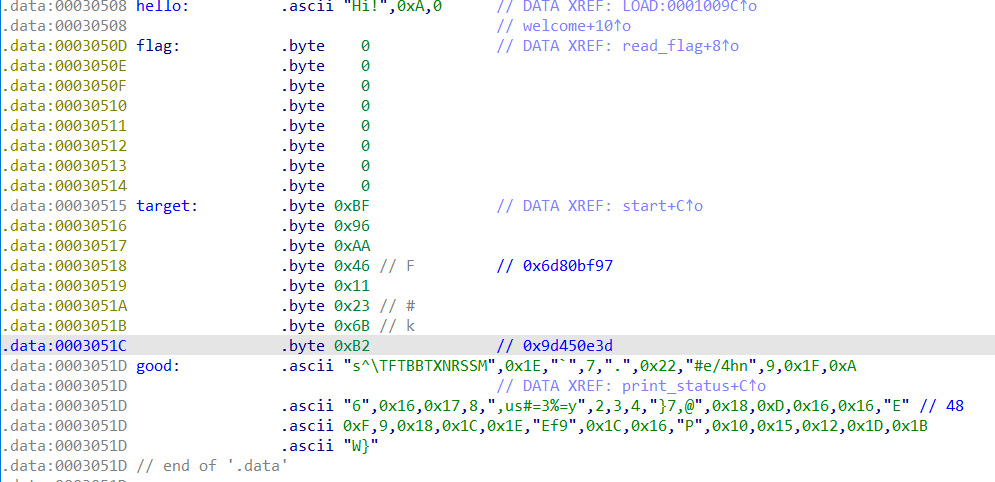 .data:00030508 hello: .ascii "Hi!",0xA,0 // DATA XREF: LOAD:0001009C↑o
.data:00030508 // welcome+10↑o
.data:0003050D flag: .byte 0 // DATA XREF: read_flag+8↑o
.data:0003050E .byte 0
.data:0003050F .byte 0
.data:00030510 .byte 0
.data:00030511 .byte 0
.data:00030512 .byte 0
.data:00030513 .byte 0
.data:00030514 .byte 0
.data:00030515 target: .byte 0xBF // DATA XREF: start+C↑o
.data:00030516 .byte 0x96
.data:00030517 .byte 0xAA
.data:00030518 .byte 0x46 // F // 0x6d80bf97
.data:00030519 .byte 0x11
.data:0003051A .byte 0x23 // #
.data:0003051B .byte 0x6B // k
.data:0003051C .byte 0xB2 // 0x9d450e3d
.data:0003051D good: .ascii "s^\TFTBBTXNRSSM",0x1E,"`",7,".",0x22,"#e/4hn",9,0x1F,0xA
.data:0003051D // DATA XREF: print_status+C↑o
.data:0003051D .ascii "6",0x16,0x17,8,",us#=3%=y",2,3,4,"}7,@",0x18,0xD,0x16,0x16,"E" // 48
.data:0003051D .ascii 0xF,9,0x18,0x1C,0x1E,"Ef9",0x1C,0x16,"P",0x10,0x15,0x12,0x1D,0x1B
.data:0003051D .ascii "W}"
.data:0003051D // end of '.data'